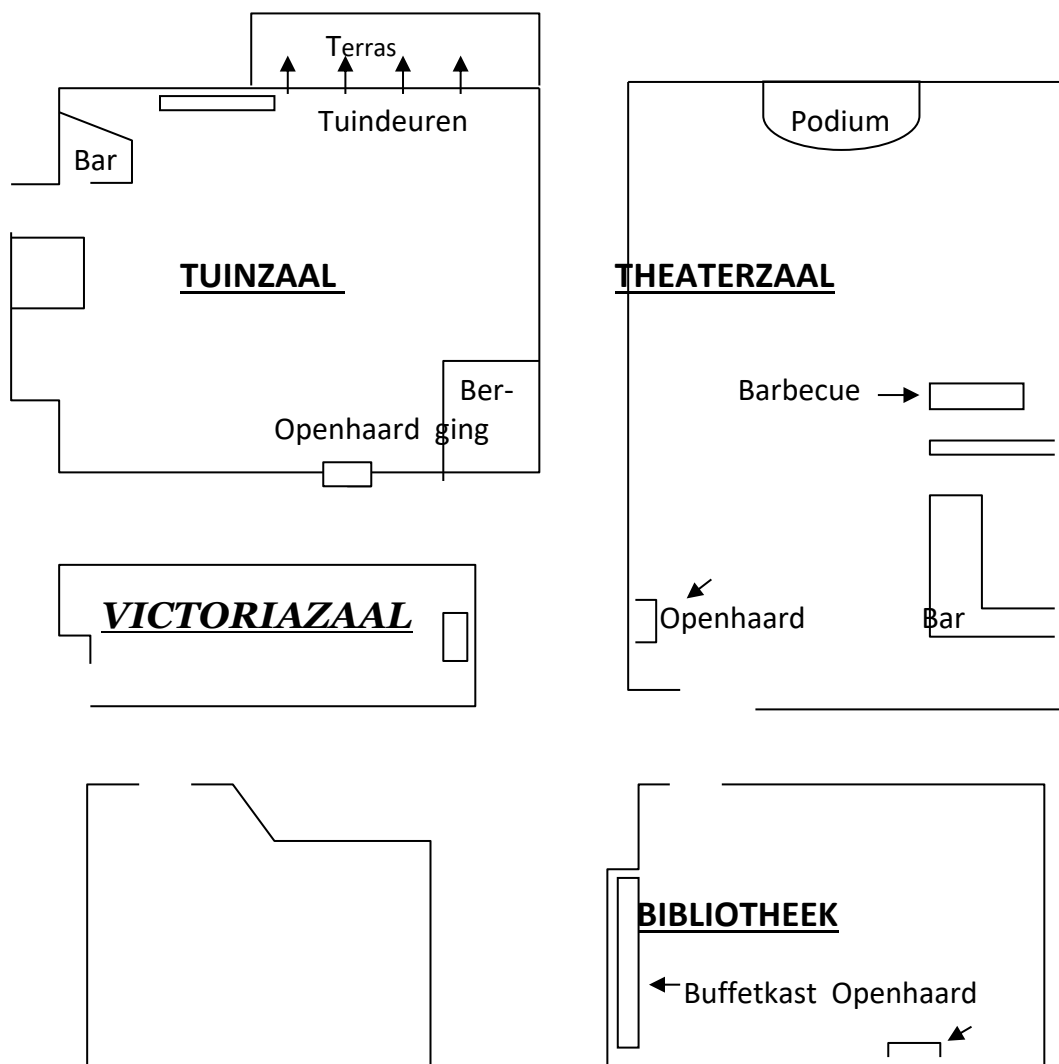 Terras
Tuindeuren
Bar
TUINZAAL
Ber-
Openhaard ging
Podium
THEATERZAAL
Barbecue
Openhaard
Bar
VICTORIAZAAL
BIBLIOTHEEK
Buffetkast Openhaard